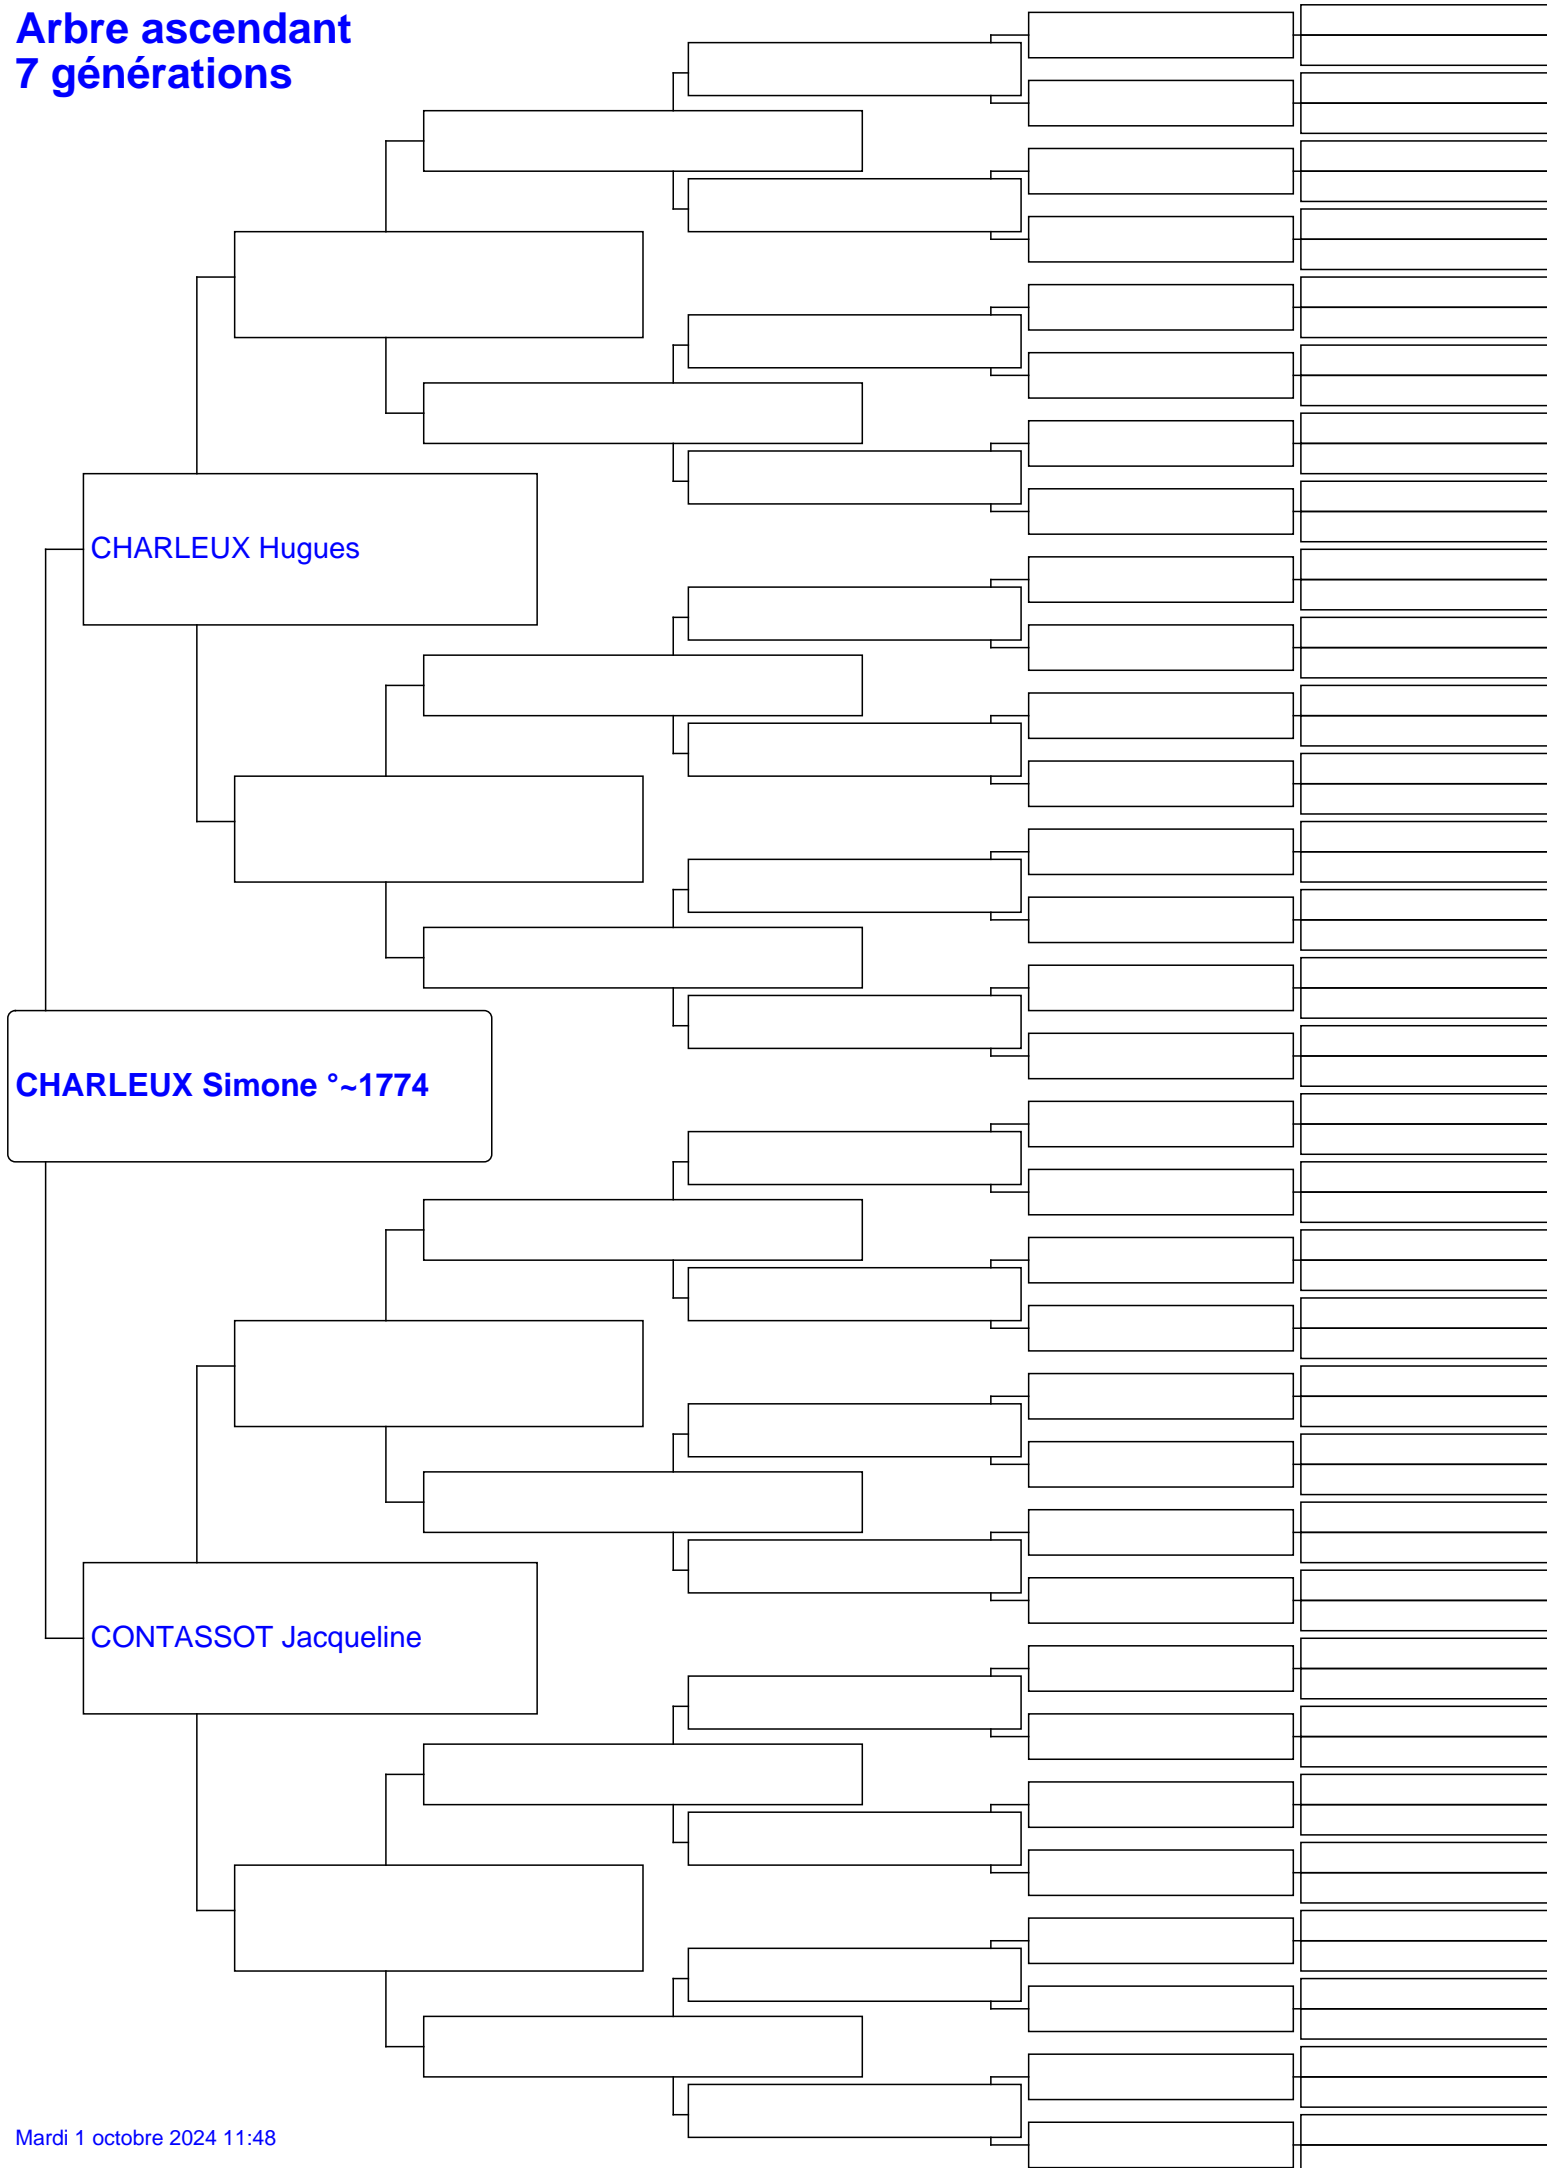 Arbre ascendant
7 générations
CHARLEUX Hugues
CHARLEUX Simone °~1774
CONTASSOT Jacqueline
Mardi 1 octobre 2024 11:48